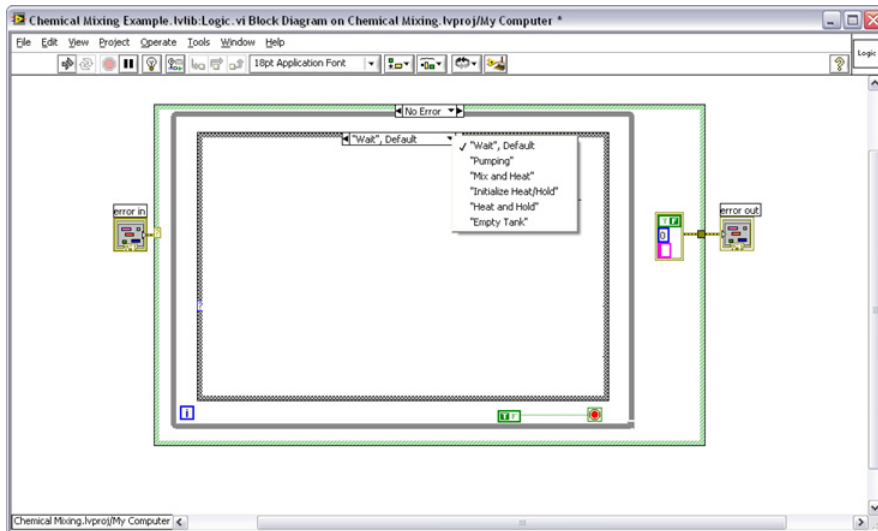 Chemical Mixing Example.lvlib:Logic.vi Block Diagram on Chemical Mixing.lvproj/My Computer *
File Edit View Project Operate Tools Window Help
18pt Application Font
?
Logic
No Error
"Wait", Default
"Wait", Default
"Pumping"
"Mix and Heat"
"Initialize Heat/Hold"
"Heat and Hold"
"Empty Tank"
error in
error out
?
T F
0
?
i
T F
Chemical Mixing.lvproj/My Computer